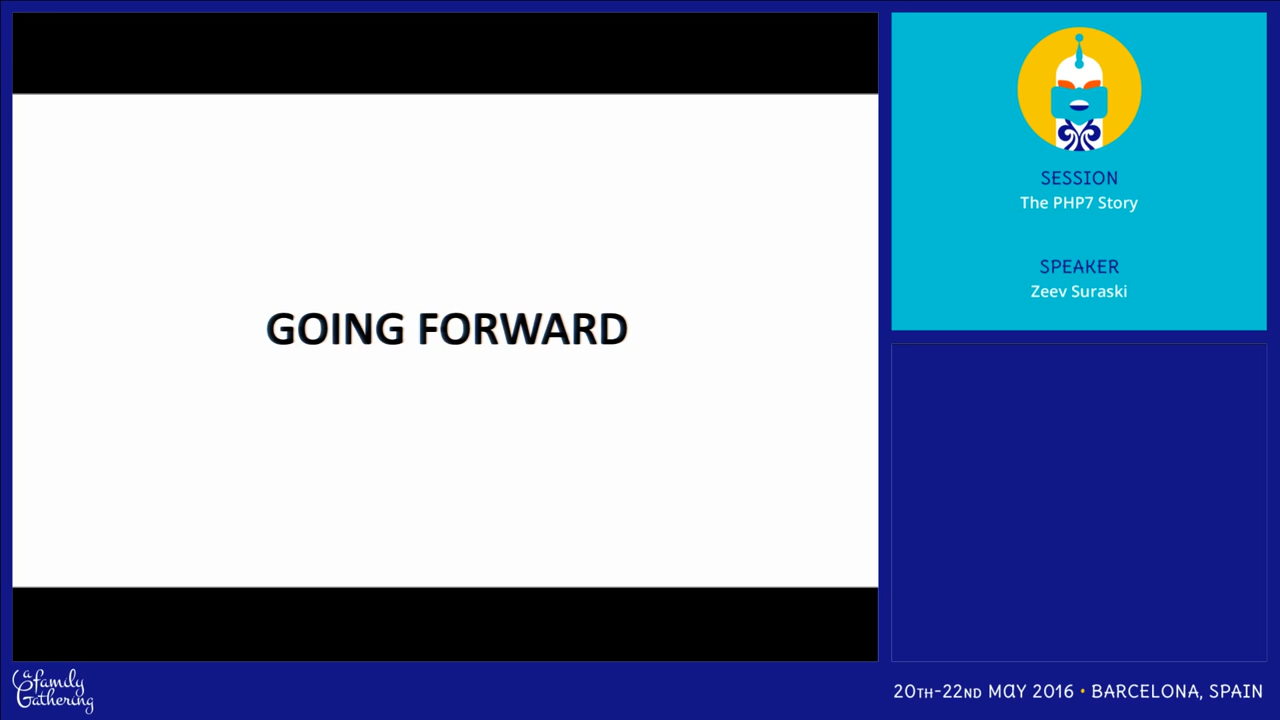 GOING FORWARD
SESSION
The PHP7 Story
SPEAKER
Zeev Suraski
a family
Gathering
20TH-22ND MAY 2016 • BARCELONA, SPAIN